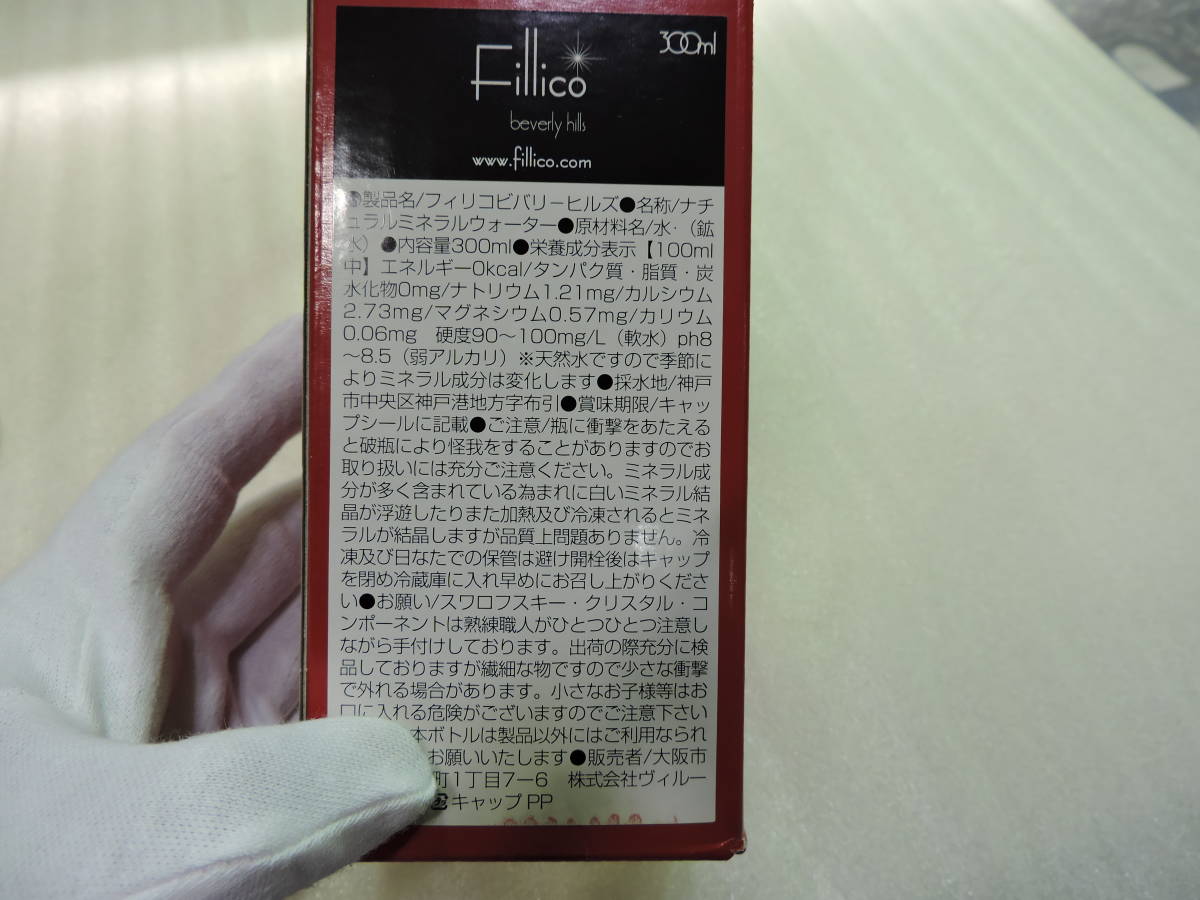 Fillico
300ml
beverly hills
www.fillico.com
●製品名/フィリコビバリーヒルズ●名称/ナチ
ュラルミネラルウォーター●原材料名/水・（鉱
水）●内容量300ml●栄養成分表示【100ml
中】エネルギー0kcal/タンパク質・脂質・炭
水化物0mg/ナトリウム1.21mg/カルシウム
2.73mg/マグネシウム0.57mg/カリウム
0.06mg 硬度90～100mg/L（軟水）ph8
～8.5（弱アルカリ）※天然水ですので季節に
よりミネラル成分は変化します●採水地/神戸
市中央区神戸港地方字布引●賞味期限/キャッ
プシールに記載●ご注意/瓶に衝撃をあたえる
と破瓶により怪我をすることがありますのでお
取り扱いには充分ご注意ください。ミネラル成
分が多く含まれている為まれに白いミネラル結
晶が浮遊したりまた加熱及び冷凍されるとミネ
ラルが結晶しますが品質上問題ありません。冷
凍及び日なたでの保管は避け開栓後はキャップ
を閉め冷蔵庫に入れ早めにお召し上がりくださ
い●お願い/スワロフスキー・クリスタル・コ
ンポーネントは熟練職人がひとつひとつ注意し
ながら手付けしております。出荷の際充分に検
品しておりますが繊細な物ですので少さな衝撃
で外れる場合があります。小さなお子様等はお
口に入れる危険がございますのでご注意下さい
本ボトルは製品以外にはご利用なられ
お願いいたします●販売者/大阪市
町1丁目7-6 株式会社ヴィルー
キャップPP